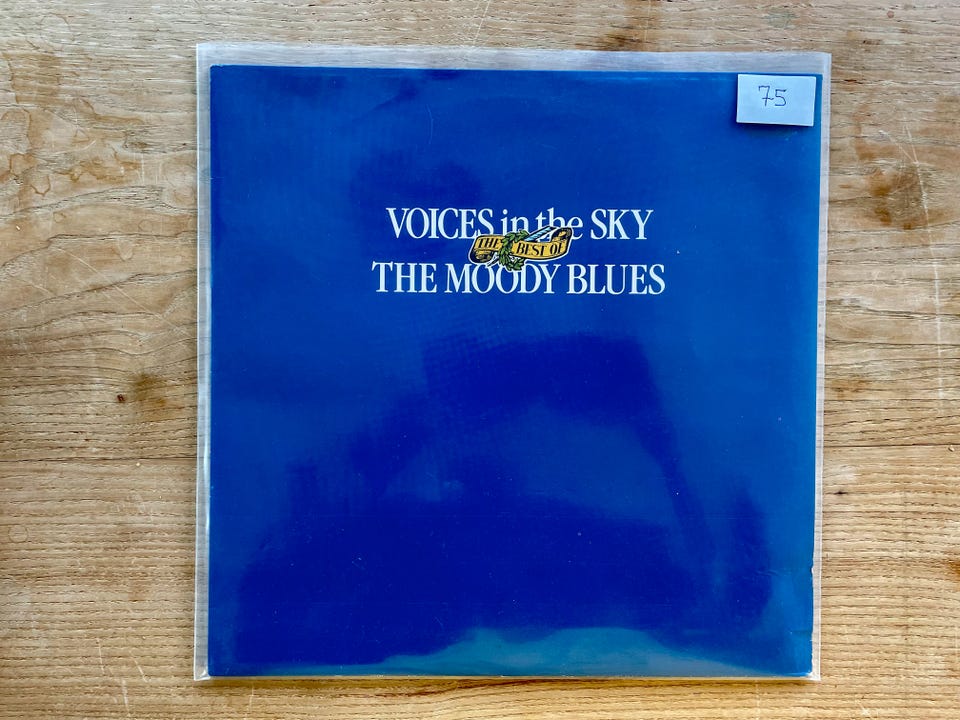 75
VOICES in the SKY
THE BEST OF
THE MOODY BLUES